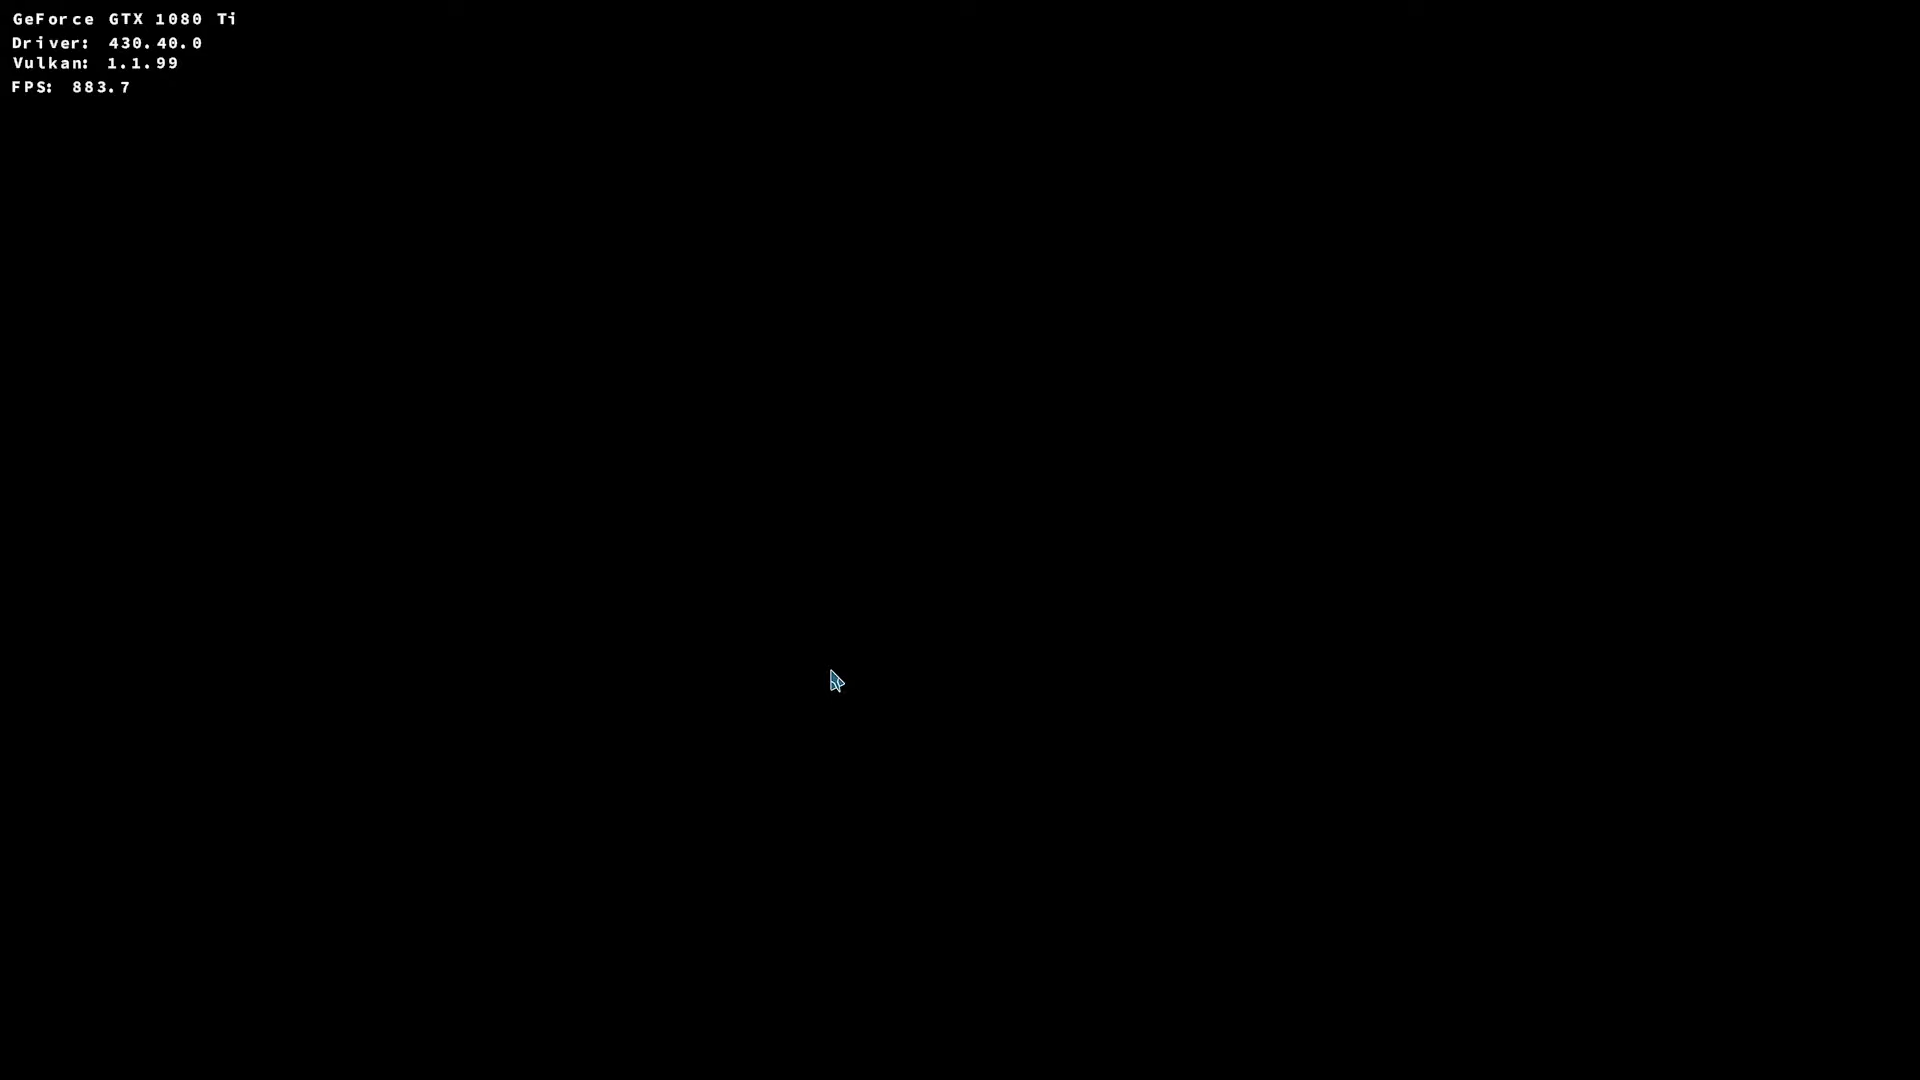 GeForce GTX 1080 Ti
Driver: 430.40.0
Vulkan: 1.1.99
FPS: 883.7